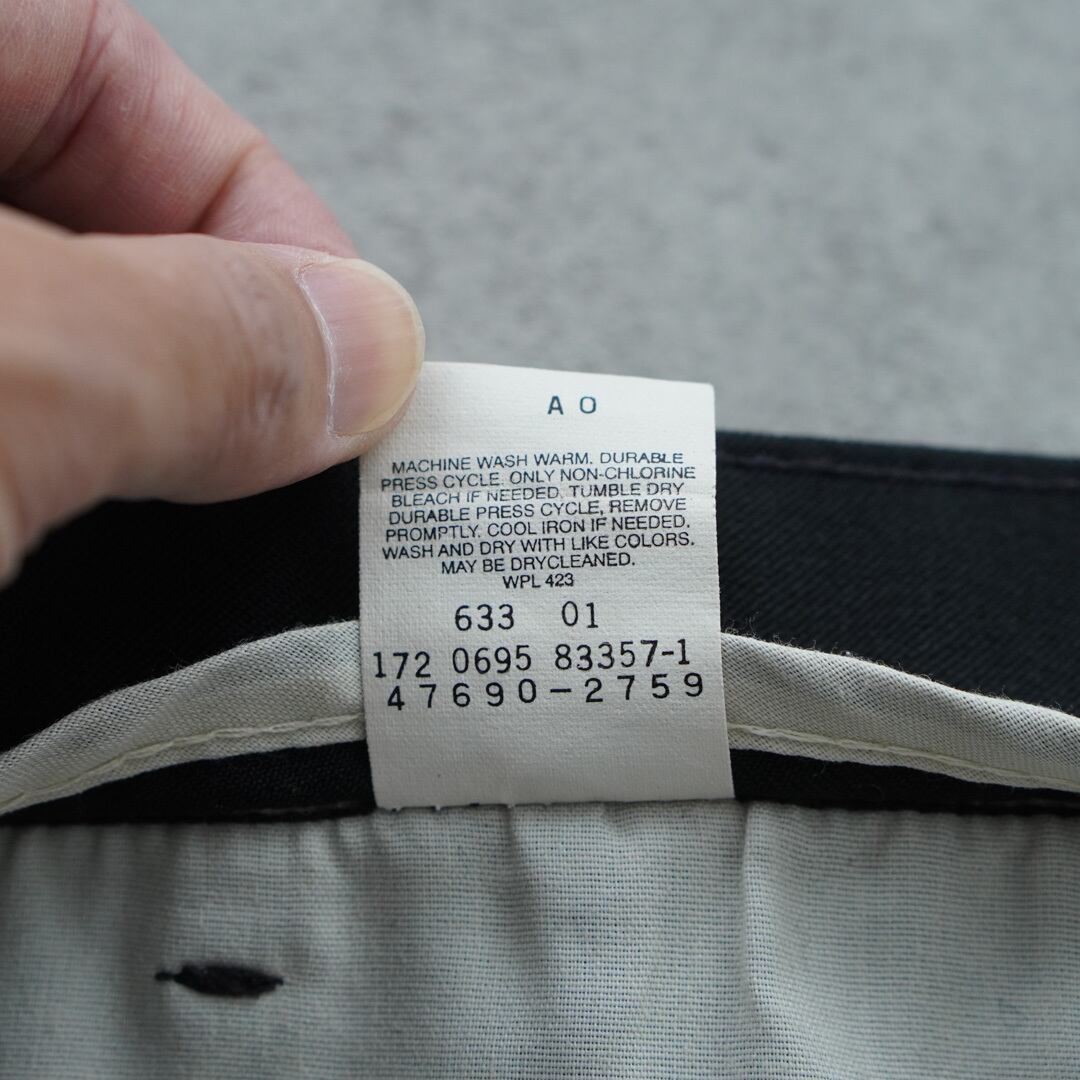 A O
MACHINE WASH WARM. DURABLE
PRESS CYCLE. ONLY NON-CHLORINE
BLEACH IF NEEDED. TUMBLE DRY
DURABLE PRESS CYCLE, REMOVE
PROMPTLY. COOL IRON IF NEEDED.
WASH AND DRY WITH LIKE COLORS.
MAY BE DRYCLEANED.
WPL 423
633 01
172 0695 83357-1
47690-2759